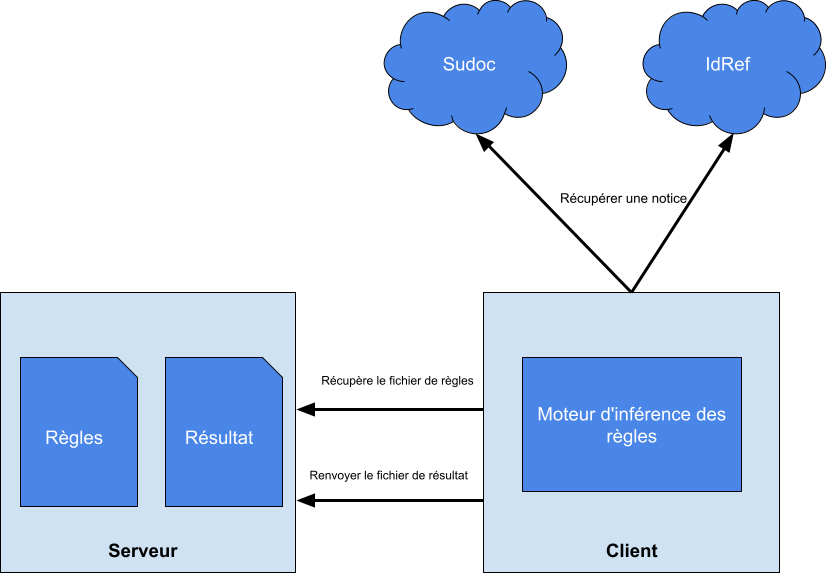 Sudoc
IdRef
Récupérer une notice
Récupère le fichier de règles
Règles
Résultat
Moteur d'inférence des
règles
Renvoyer le fichier de résultat
Serveur
Client